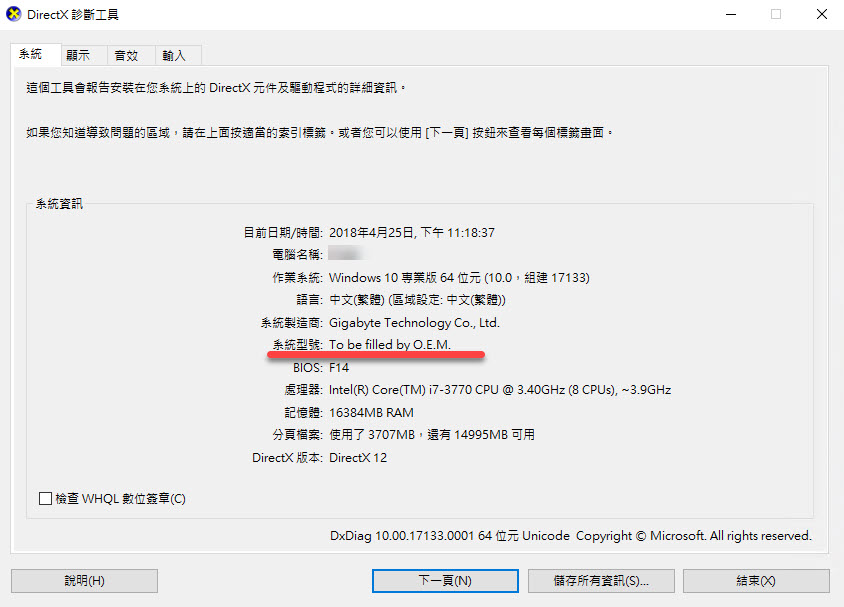 DirectX 診斷工具
系統 顯示 音效 輸入
這個工具會報告安裝在您系統上的 DirectX 元件及驅動程式的詳細資訊。
如果您知道導致問題的區域，請在上面按適當的索引標籤。或者您可以使用 [下一頁] 按鈕來查看每個標籤畫面。
系統資訊
目前日期/時間: 2018年4月25日, 下午 11:18:37
電腦名稱:
作業系統: Windows 10 專業版 64 位元 (10.0，組建 17133)
語言: 中文(繁體) (區域設定: 中文(繁體))
系統製造商: Gigabyte Technology Co., Ltd.
系統型號: To be filled by O.E.M.
BIOS: F14
處理器: Intel(R) Core(TM) i7-3770 CPU @ 3.40GHz (8 CPUs), ~3.9GHz
記憶體: 16384MB RAM
分頁檔案: 使用了 3707MB，還有 14995MB 可用
DirectX 版本: DirectX 12
檢查 WHQL 數位簽章(C)
DxDiag 10.00.17133.0001 64 位元 Unicode Copyright © Microsoft. All rights reserved.
說明(H) 下一頁(N) 儲存所有資訊(S)... 結束(X)